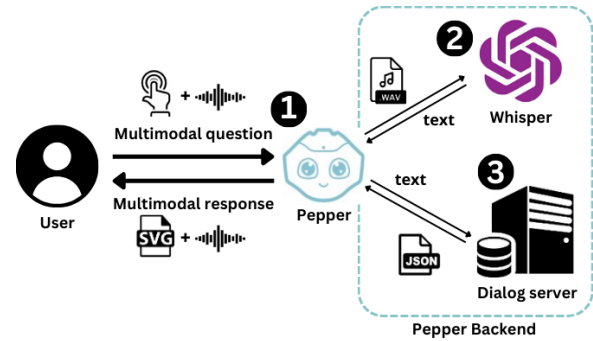 2
1
.WAV
Multimodal question
text
Whisper
3
text
Multimodal response
User
Pepper
SVG
JSON
Dialog server
Pepper Backend